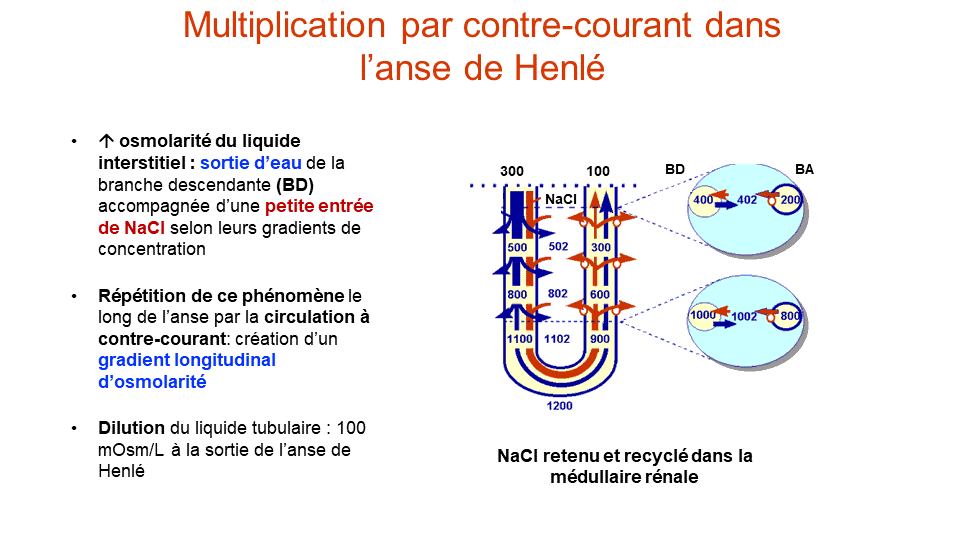 Multiplication par contre-courant dans
l’anse de Henlé
• ↑ osmolarité du liquide
interstitiel : sortie d’eau de la
branche descendante (BD)
accompagnée d’une petite entrée
de NaCl selon leurs gradients de
concentration
• Répétition de ce phénomène le
long de l’anse par la circulation à
contre-courant: création d’un
gradient longitudinal
d’osmolarité
• Dilution du liquide tubulaire : 100
mOsm/L à la sortie de l’anse de
Henlé
300 100
NaCl
500 502 300
800 802 600
1100 1102 900
1200
BD BA
400 402 200
1000 1002 800
NaCl retenu et recyclé dans la
médullaire rénale